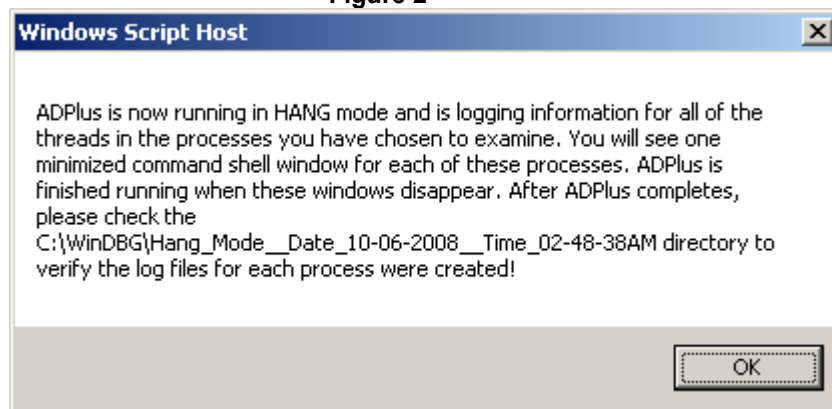 Figure 2
Windows Script Host
ADPlus is now running in HANG mode and is logging information for all of the
threads in the processes you have chosen to examine. You will see one
minimized command shell window for each of these processes. ADPlus is
finished running when these windows disappear. After ADPlus completes,
please check the
C:\WinDBG\Hang_Mode__Date_10-06-2008__Time_02-48-38AM directory to
verify the log files for each process were created!
OK